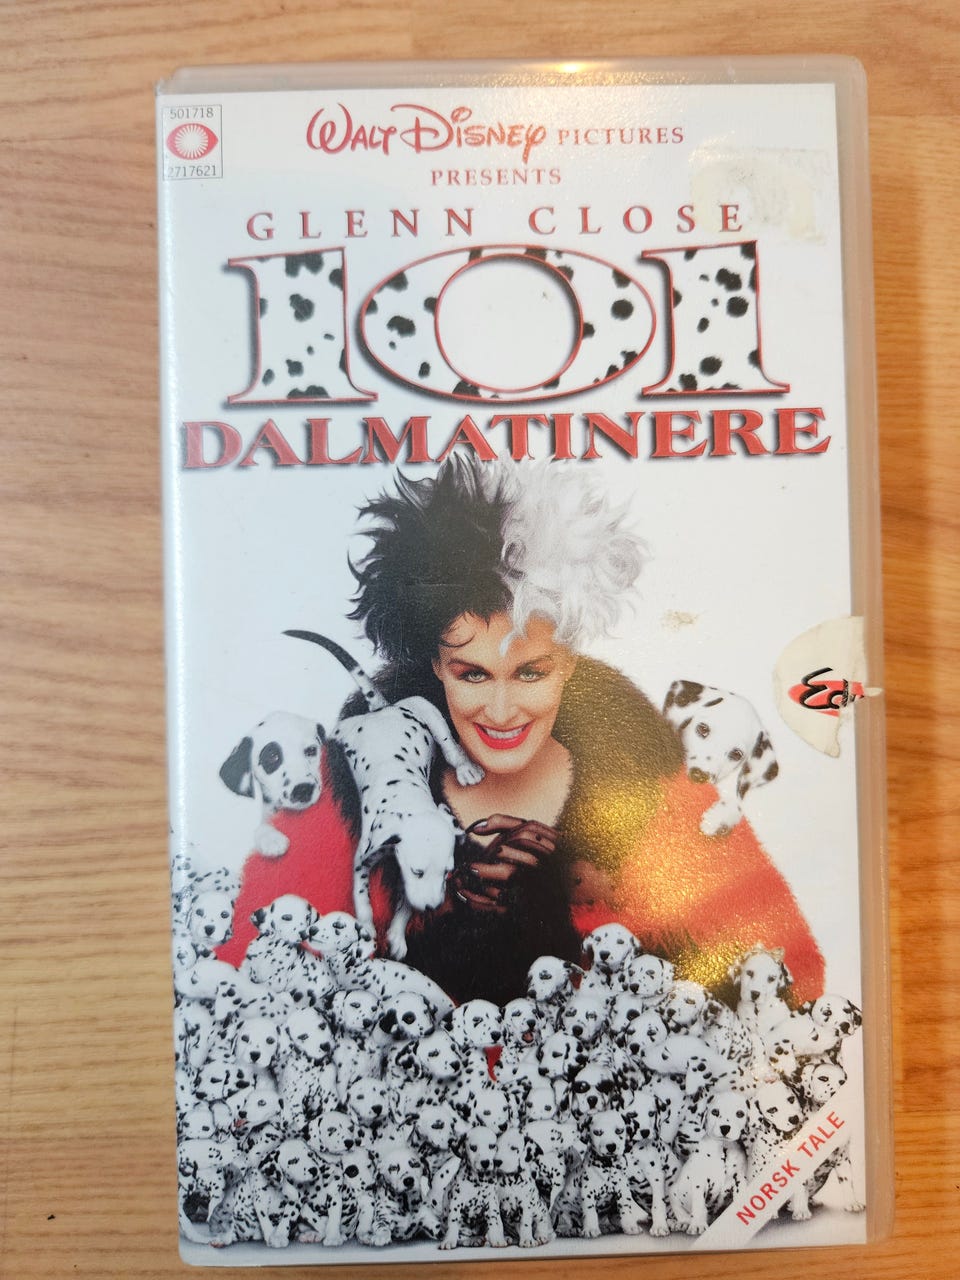 501718
2717621
WALT DISNEY PICTURES
PRESENTS
GLENN CLOSE
101
DALMATINERE
NORSK TALE